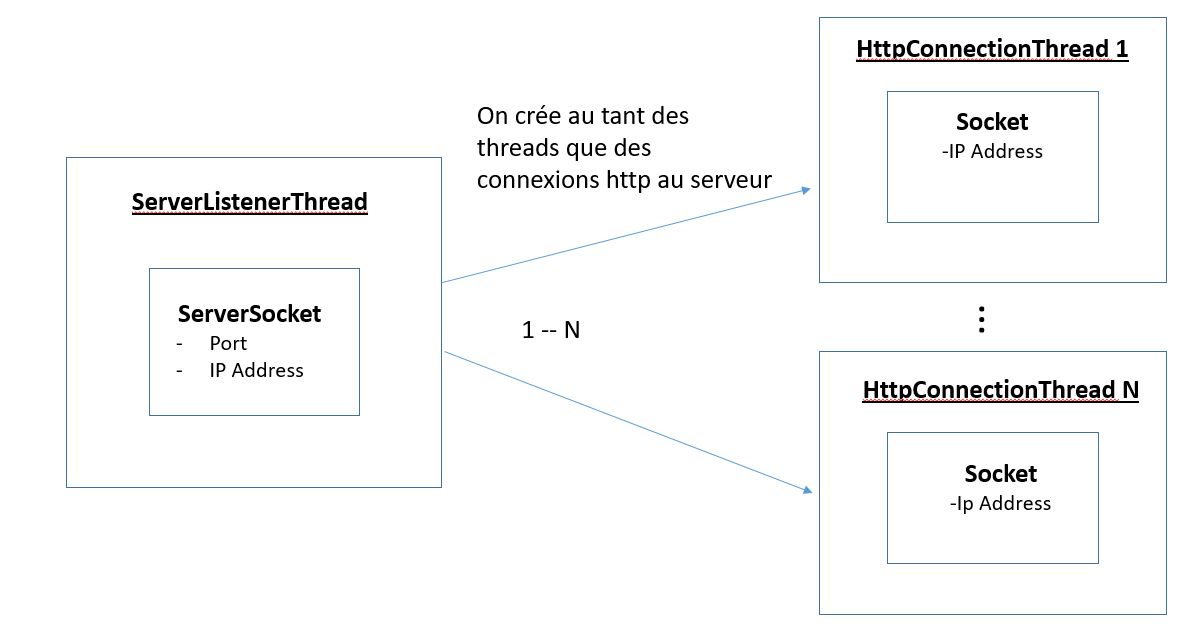 ServerListenerThread
ServerSocket
- Port
- IP Address
On crée au tant des
threads que des
connexions http au serveur
1 -- N
HttpConnectionThread 1
Socket
-IP Address
HttpConnectionThread N
Socket
-Ip Address